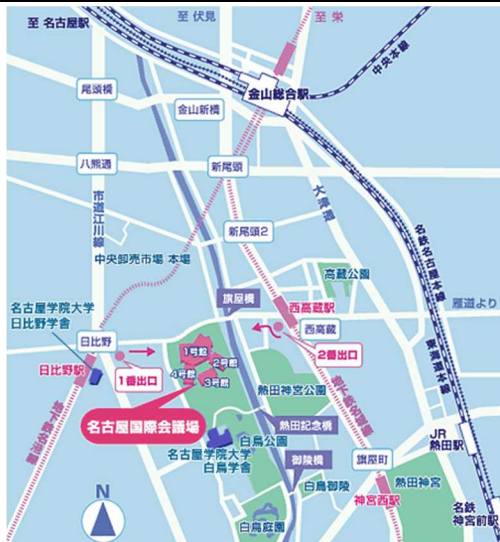 至 伏見
至 栄
至 名古屋駅
中央本線
尾頭橋
金山総合駅
金山新橋
八熊通
新尾頭
市道江川線
大津通
新尾頭2
中央卸売市場 本場
高蔵公園
名鉄名古屋本線
旗屋橋
西高蔵駅
雁道より
名古屋学院大学
日比野学舎
西高蔵
日比野
1号館
2号館
2番出口
東海道本線
日比野駅
1番出口
4号館
3号館
熱田神宮公園
名古屋国際会議場
熱田記念橋
白鳥公園
JR
熱田駅
名古屋学院大学
白鳥学舎
御陵橋
旗屋町
白鳥御陵
熱田神宮
N
神宮西駅
名鉄
神宮前駅
白鳥庭園